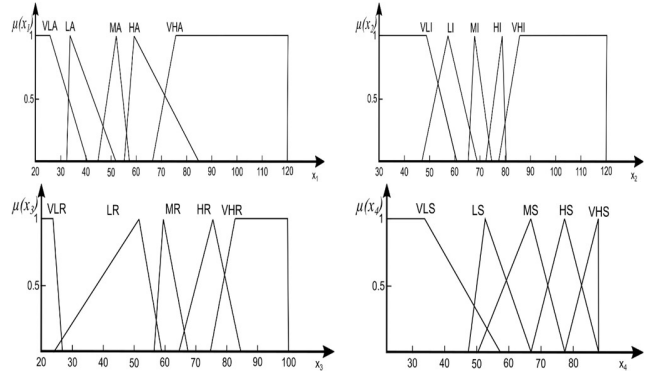 μ(x₁) VLA LA MA HA VHA
1
0.5
20 30 40 50 60 70 80 90 100 110 120 x₁
μ(x₂) VLI LI MI HI VHI
1
0.5
30 40 50 60 70 80 90 100 110 120 x₂
μ(x₃) VLR LR MR HR VHR
1
0.5
20 30 40 50 60 70 80 90 100 x₃
μ(x₄) VLS LS MS HS VHS
1
0.5
22 30 40 50 60 70 80 x₄